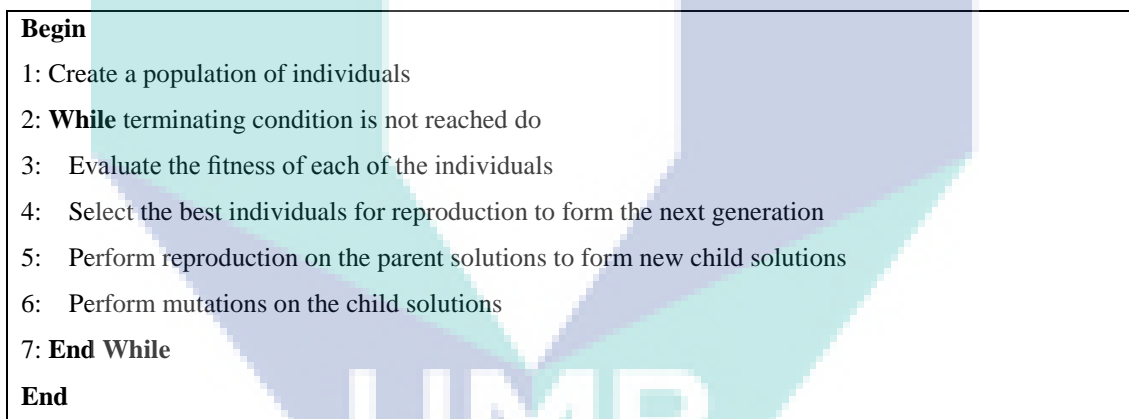 Begin
1: Create a population of individuals
2: While terminating condition is not reached do
3: Evaluate the fitness of each of the individuals
4: Select the best individuals for reproduction to form the next generation
5: Perform reproduction on the parent solutions to form new child solutions
6: Perform mutations on the child solutions
7: End While
End